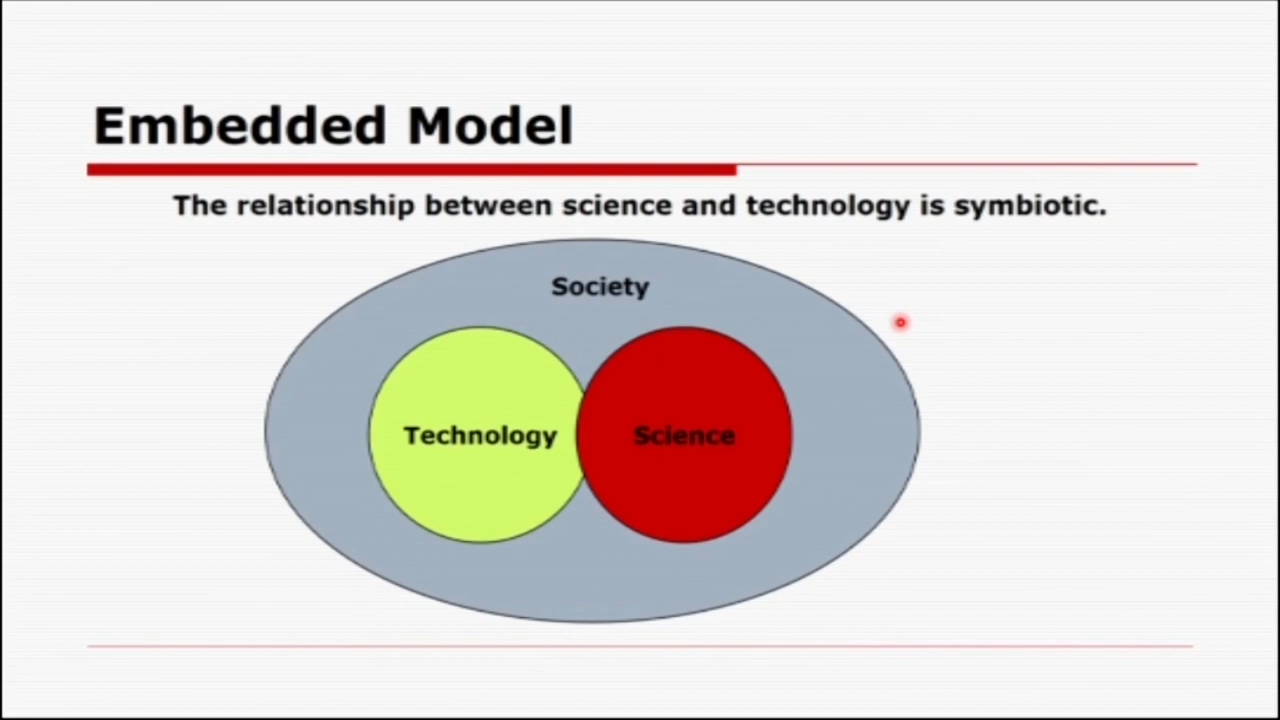 Embedded Model
The relationship between science and technology is symbiotic.
Society
Technology
Science